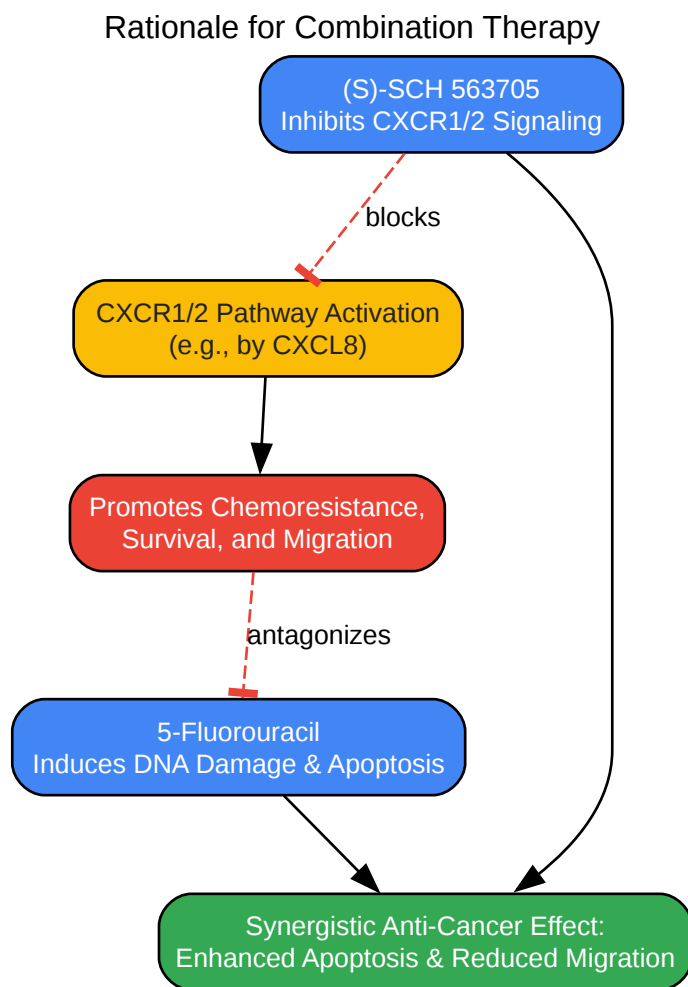 Rationale for Combination Therapy
(S)-SCH 563705
Inhibits CXCR1/2 Signaling
blocks
CXCR1/2 Pathway Activation
(e.g., by CXCL8)
Promotes Chemoresistance,
Survival, and Migration
antagonizes
5-Fluorouracil
Induces DNA Damage & Apoptosis
Synergistic Anti-Cancer Effect:
Enhanced Apoptosis & Reduced Migration